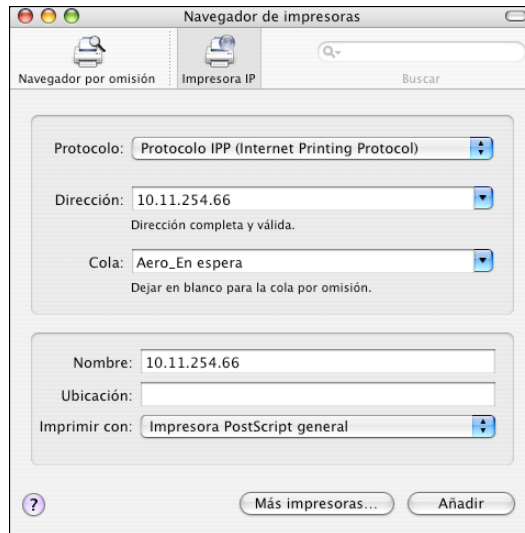 Navegador de impresoras
Navegador por omisión Impresora IP Buscar
Protocolo: Protocolo IPP (Internet Printing Protocol)
Dirección: 10.11.254.66
Dirección completa y válida.
Cola: Aero_En espera
Dejar en blanco para la cola por omisión.
Nombre: 10.11.254.66
Ubicación:
Imprimir con: Impresora PostScript general
? Más impresoras... Añadir